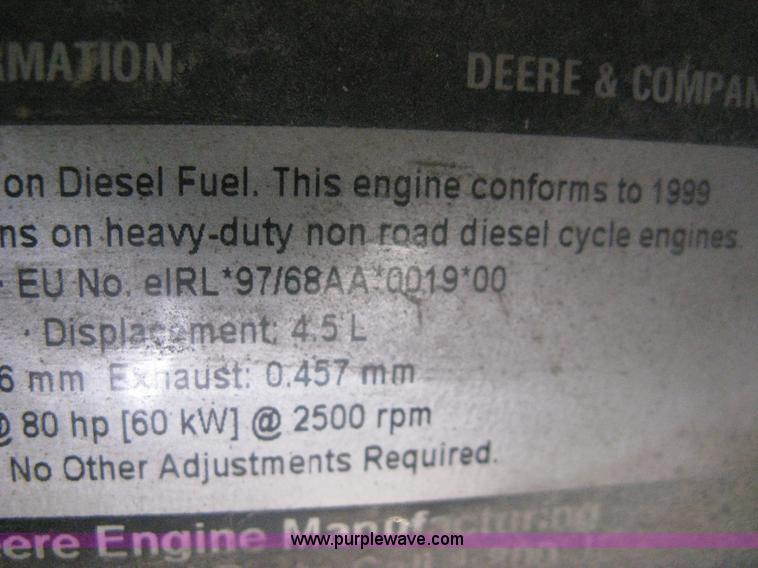 RMATION DEERE & COMPAN
on Diesel Fuel. This engine conforms to 1999
ns on heavy-duty non road diesel cycle engines.
· EU No. eIRL*97/68AA*0019*00
· Displacement: 4.5 L
6 mm Exhaust: 0.457 mm
@ 80 hp [60 kW] @ 2500 rpm
No Other Adjustments Required.
eere Engine Manufacturing
www.purplewave.com